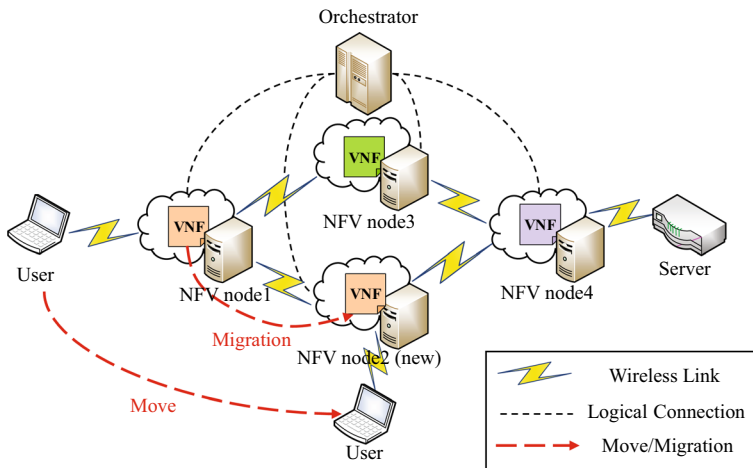 Orchestrator
VNF
NFV node3
VNF
NFV node1
VNF
NFV node4
User
Server
VNF
NFV node2 (new)
Migration
Move
User
Wireless Link
Logical Connection
Move/Migration